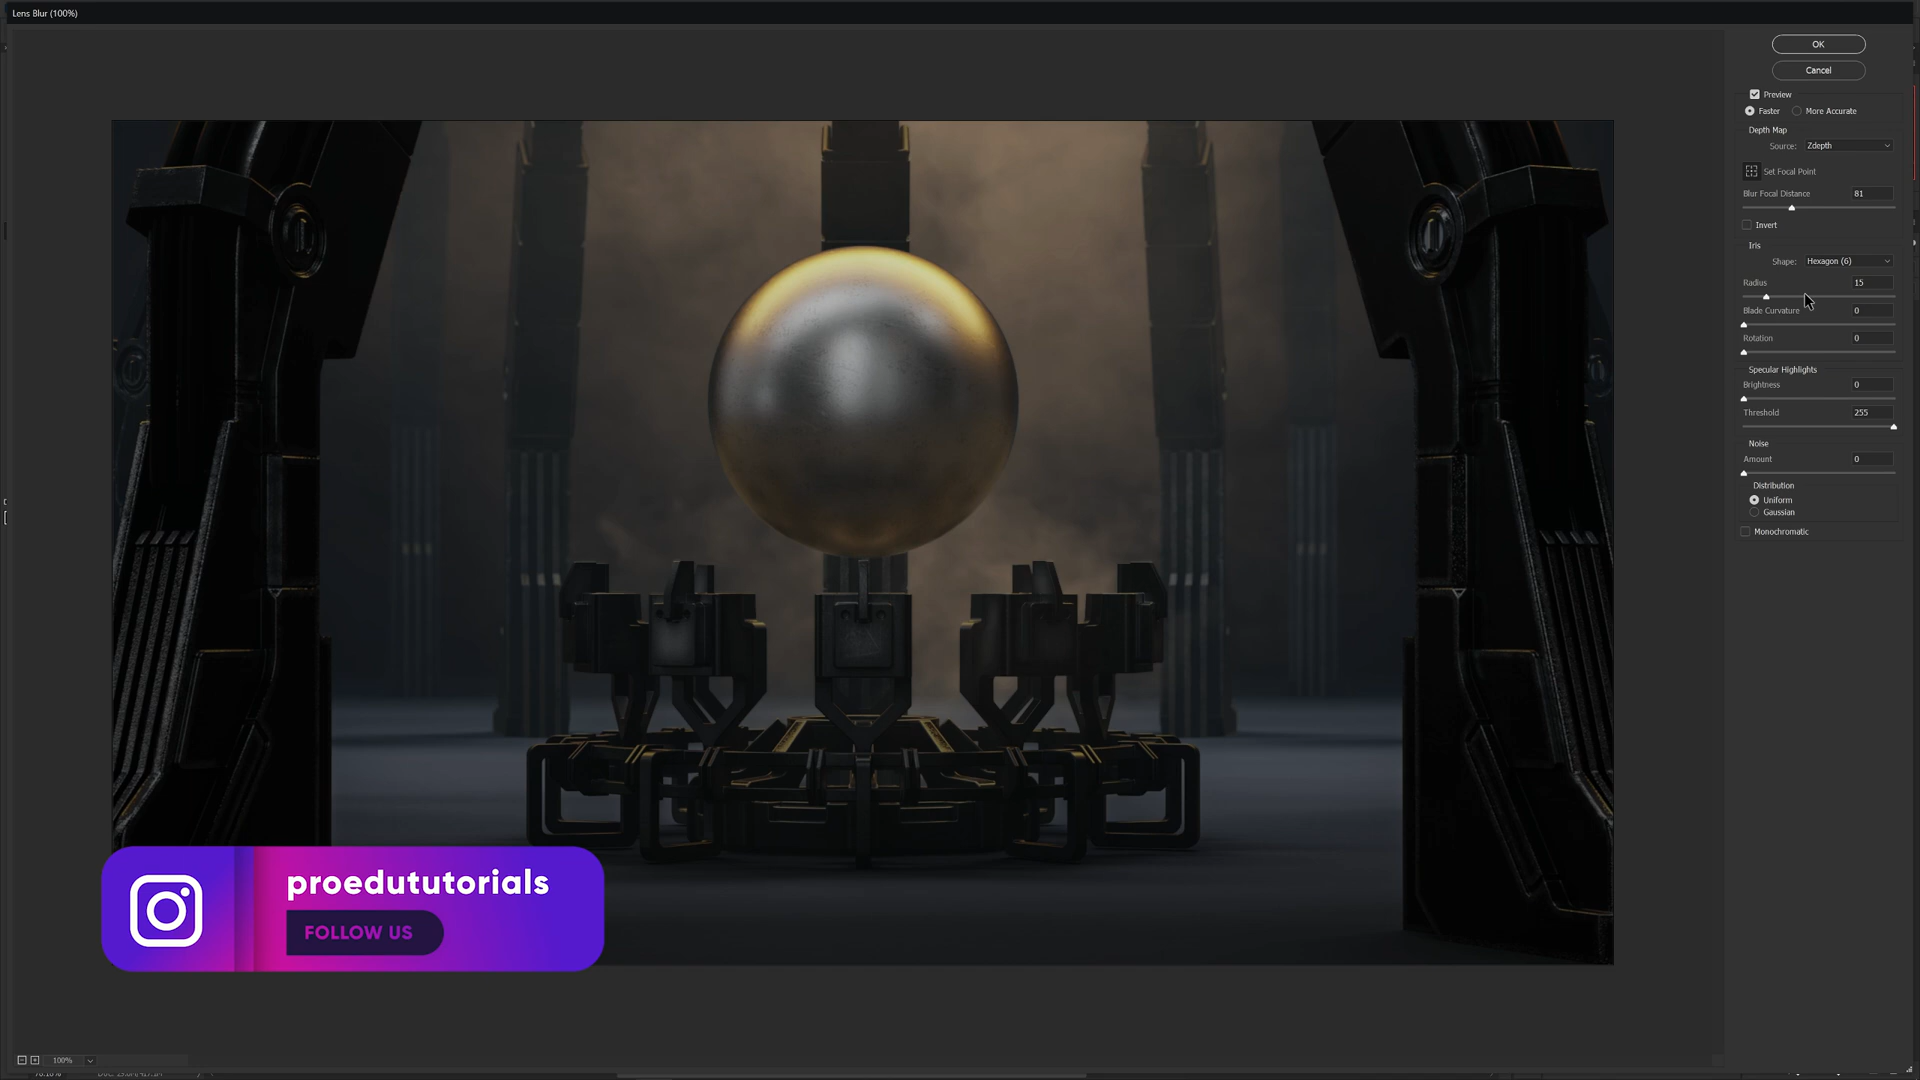 Lens Blur (100%)
OK
Cancel
Preview
Faster
More Accurate
Depth Map
Source: Zdepth
Set Focal Point
Blur Focal Distance 81
Invert
Iris
Shape: Hexagon (6)
Radius 15
Blade Curvature 0
Rotation 0
Specular Highlights
Brightness 0
Threshold 255
Noise
Amount 0
Distribution
Uniform
Gaussian
Monochromatic
proedututorials
FOLLOW US
100%